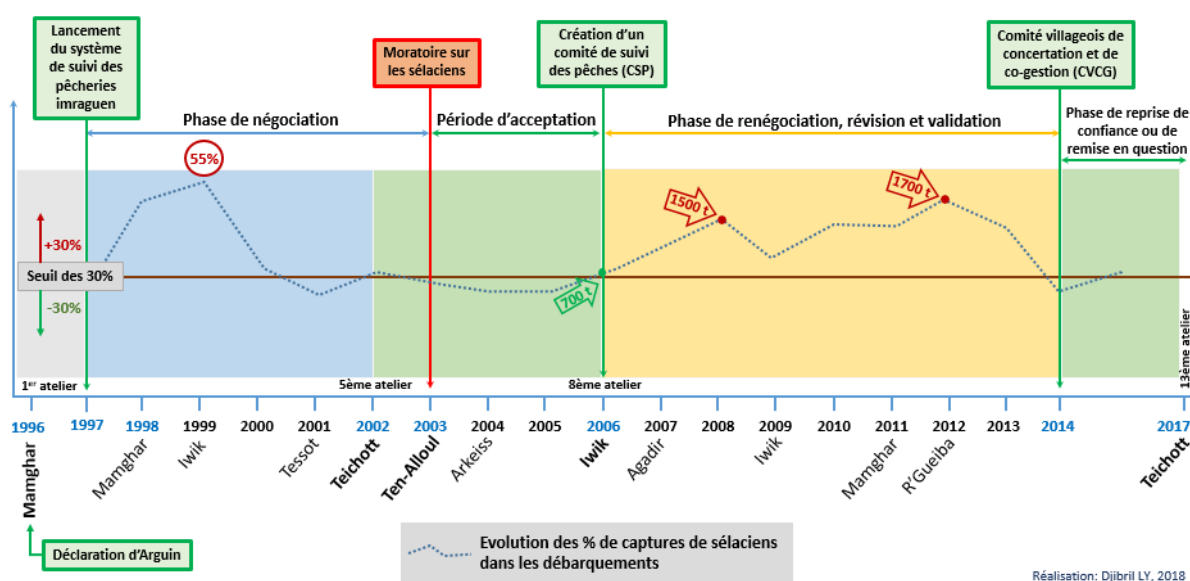 Lancement
du système
de suivi des
pêcheries
imraguen
Moratoire sur
les sélaciens
Création d'un
comité de suivi
des pêches (CSP)
Comité villageois
de concertation et de
co-gestion (CVCG)
Phase de négociation
Période d'acceptation
Phase de renégociation, révision et validation
Phase de reprise de
confiance ou de
remise en question
55%
1500 t
1700 t
+30%
Seuil des 30%
-30%
700 t
1er atelier
5ème atelier
8ème atelier
13ème atelier
1996
1997
1998
1999
2000
2001
2002
2003
2004
2005
2006
2007
2008
2009
2010
2011
2012
2013
2014
2017
Mamghar
Mamghar
Iwik
Tessot
Teichott
Ten-Alloul
Arkeiss
Iwik
Agadir
Iwik
Mamghar
R'Gueiba
Teichott
Déclaration d'Arguin
Evolution des % de captures de sélaciens
dans les débarquements
Réalisation: Djibril LY, 2018